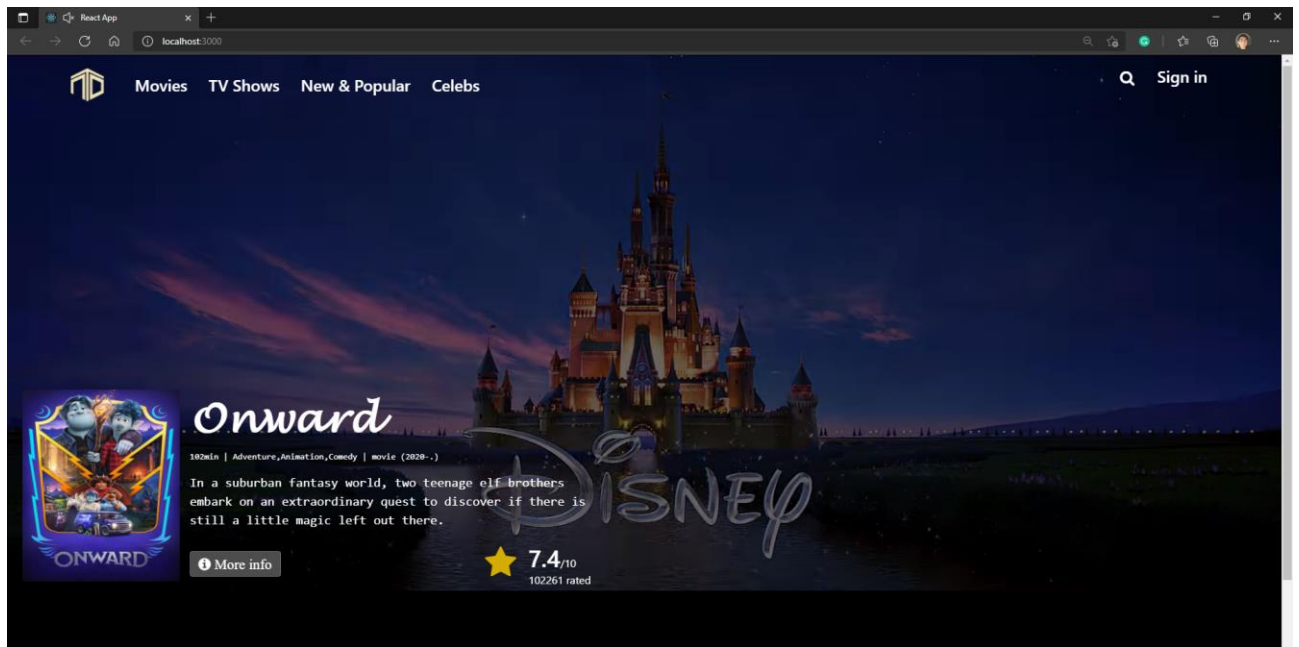 React App
localhost:3000
Movies TV Shows New & Popular Celebs
Sign in
Onward
102min | Adventure,Animation,Comedy | movie (2020-.)
In a suburban fantasy world, two teenage elf brothers
embark on an extraordinary quest to discover if there is
still a little magic left out there.
ONWARD
More info
7.4/10
102261 rated
DISNEY